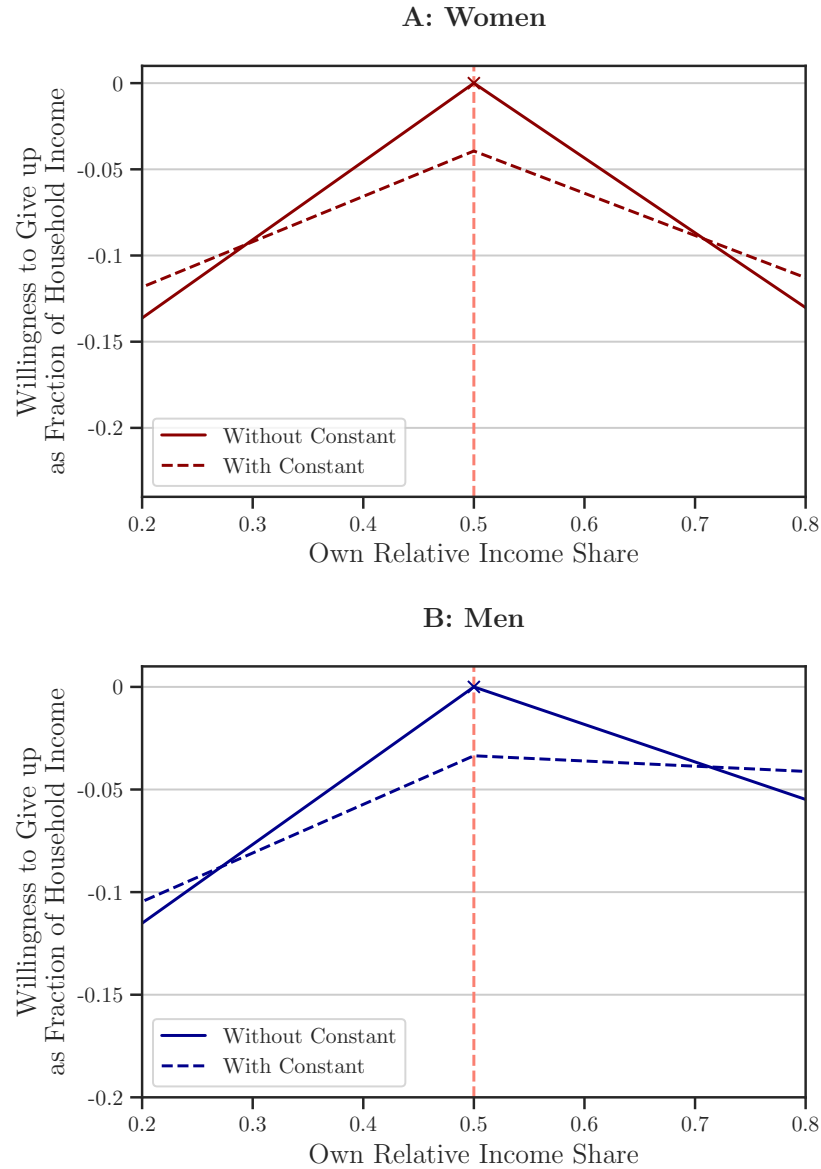 A: Women
Willingness to Give up
as Fraction of Household Income
0
-0.05
-0.1
-0.15
-0.2
Without Constant
With Constant
0.2 0.3 0.4 0.5 0.6 0.7 0.8
Own Relative Income Share
B: Men
Willingness to Give up
as Fraction of Household Income
0
-0.05
-0.1
-0.15
-0.2
Without Constant
With Constant
0.2 0.3 0.4 0.5 0.6 0.7 0.8
Own Relative Income Share